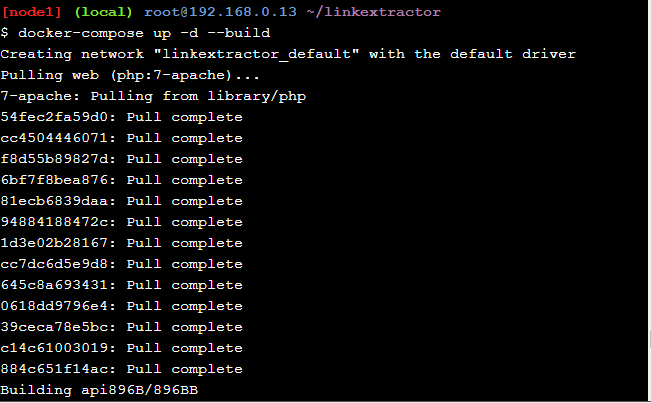 [node1] (local) root@192.168.0.13 ~/linkextractor
$ docker-compose up -d --build
Creating network "linkextractor_default" with the default driver
Pulling web (php:7-apache)...
7-apache: Pulling from library/php
54fec2fa59d0: Pull complete
cc4504446071: Pull complete
f8d55b89827d: Pull complete
6bf7f8bea876: Pull complete
81ecb6839daa: Pull complete
94884188472c: Pull complete
1d3e02b28167: Pull complete
cc7dc6d5e9d8: Pull complete
645c8a693431: Pull complete
0618dd9796e4: Pull complete
39ceca78e5bc: Pull complete
c14c61003019: Pull complete
884c651f14ac: Pull complete
Building api896B/896BB